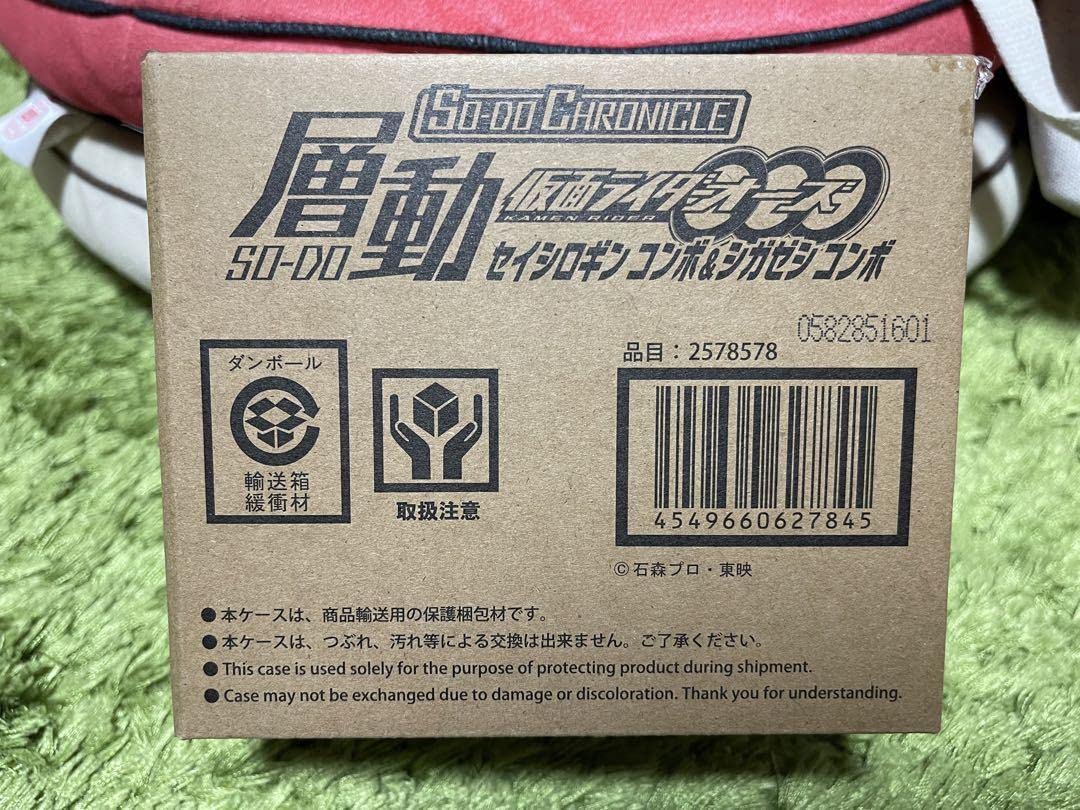 SO-DO CHRONICLE
層動
SO-DO
仮面ライダーオーズ
KAMEN RIDER
セイシロギン コンボ&シガゼシ コンボ
0582851601
品目：2578578
ダンボール
輸送箱
緩衝材
取扱注意
4549660627845
©石森プロ・東映
● 本ケースは、商品輸送用の保護梱包材です。
● 本ケースは、つぶれ、汚れ等による交換は出来ません。ご了承ください。
● This case is used solely for the purpose of protecting product during shipment.
● Case may not be exchanged due to damage or discoloration. Thank you for understanding.